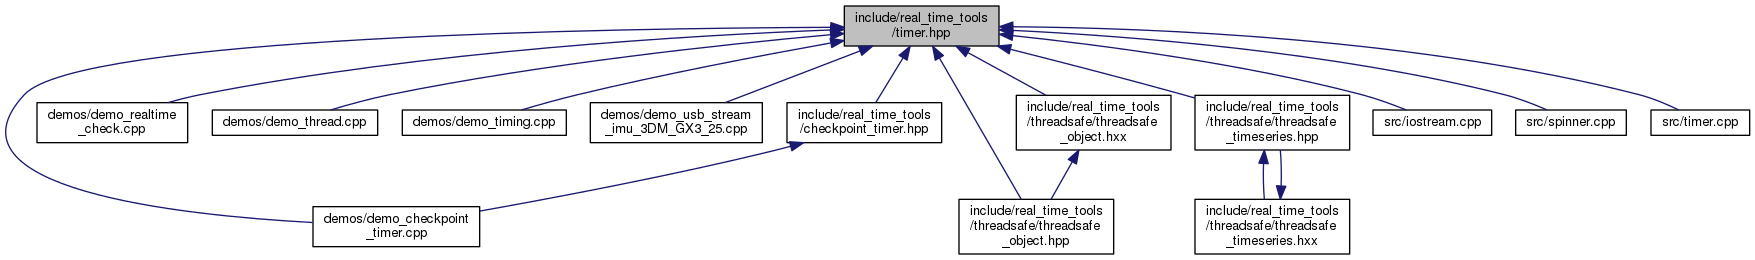 include/real_time_tools
/timer.hpp
demos/demo_realtime
_check.cpp
demos/demo_thread.cpp
demos/demo_timing.cpp
demos/demo_usb_stream
_imu_3DM_GX3_25.cpp
include/real_time_tools
/checkpoint_timer.hpp
include/real_time_tools
/threadsafe/threadsafe
_object.hxx
include/real_time_tools
/threadsafe/threadsafe
_timeseries.hpp
src/iostream.cpp
src/spinner.cpp
src/timer.cpp
demos/demo_checkpoint
_timer.cpp
include/real_time_tools
/threadsafe/threadsafe
_object.hpp
include/real_time_tools
/threadsafe/threadsafe
_timeseries.hxx